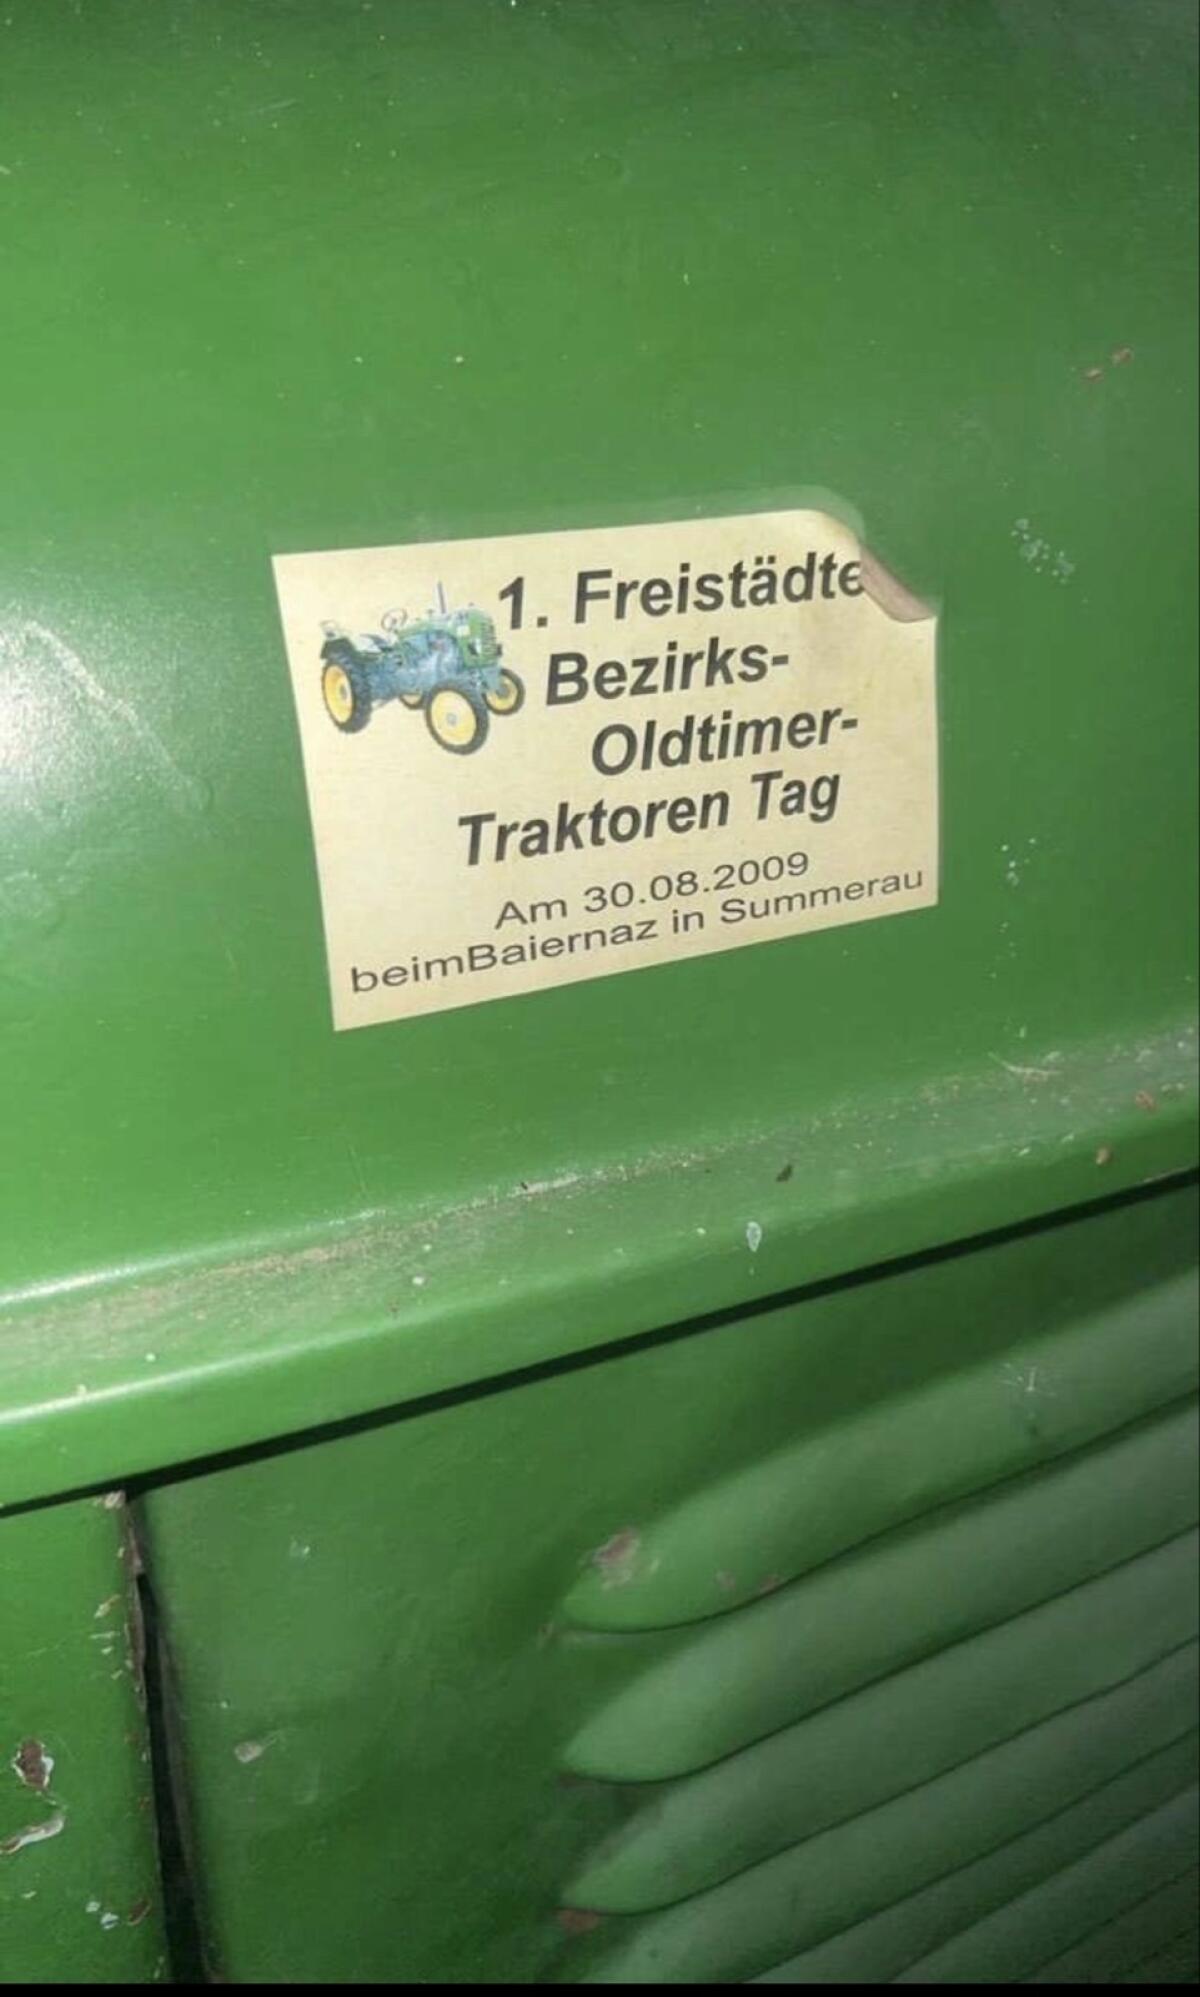 1. Freistädte
Bezirks-
Oldtimer-
Traktoren Tag
Am 30.08.2009
beimBaiernaz in Summerau